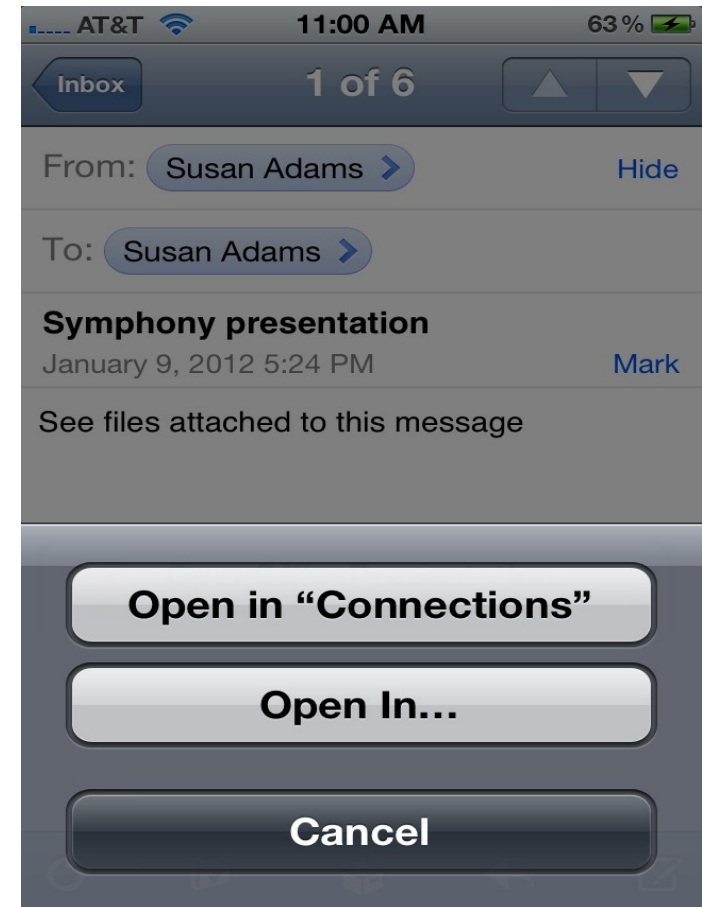 AT&T 11:00 AM 63%
Inbox 1 of 6
From: Susan Adams Hide
To: Susan Adams
Symphony presentation
January 9, 2012 5:24 PM Mark
See files attached to this message
Open in “Connections”
Open In...
Cancel